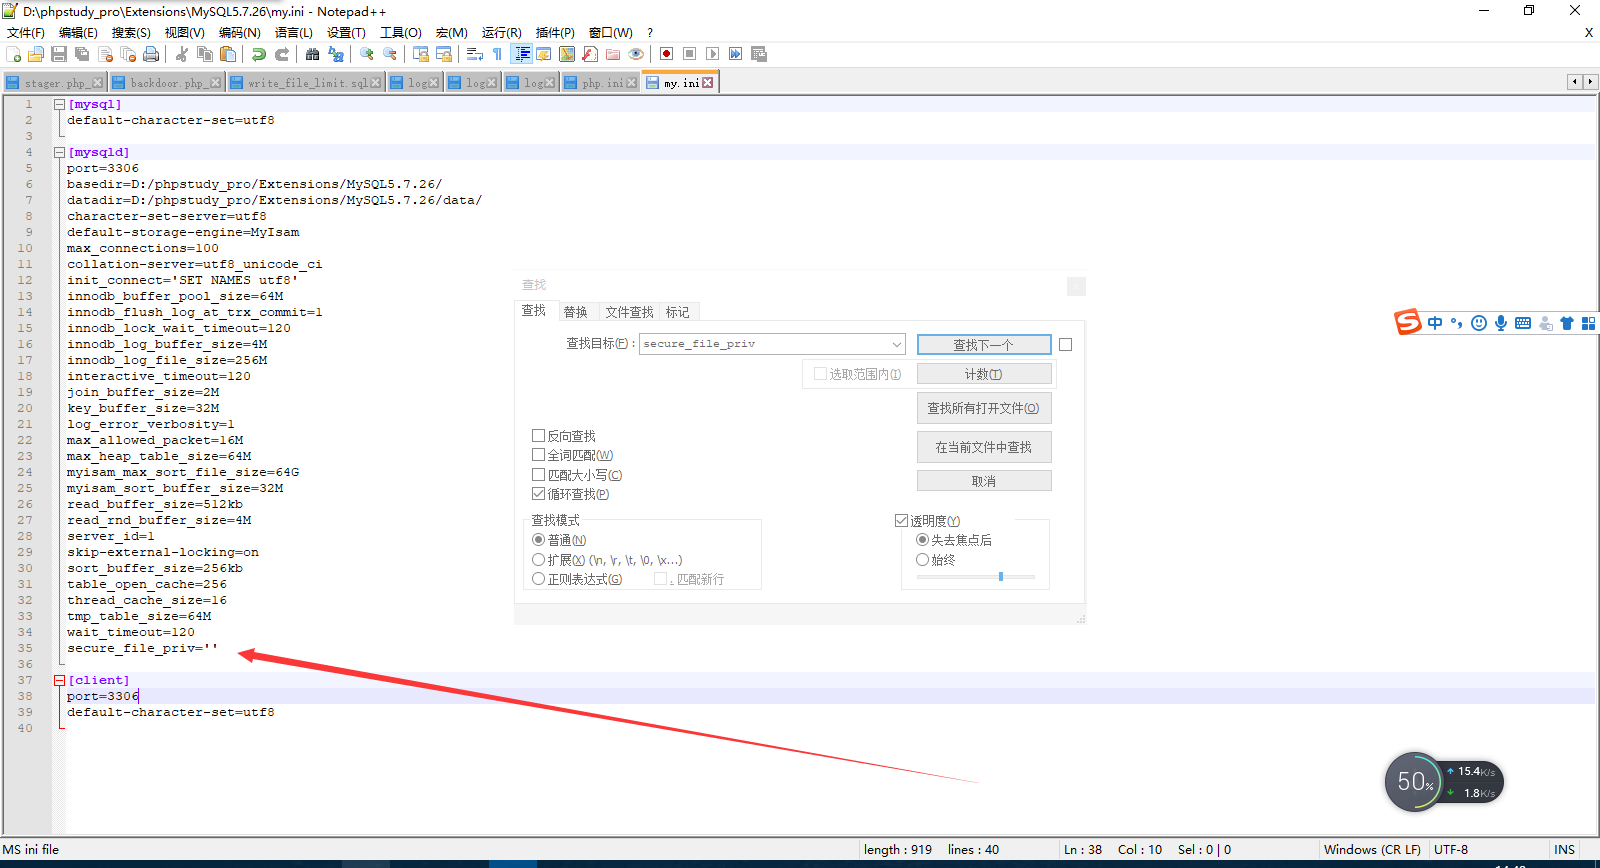 D:\phpstudy_pro\Extensions\MySQL5.7.26\my.ini - Notepad++
文件(F) 编辑(E) 搜索(S) 视图(V) 编码(N) 语言(L) 设置(T) 工具(O) 宏(M) 运行(R) 插件(P) 窗口(W) ? X
stager.php_ backdoor.php_ write_file_limit.sql log log log php.ini my.ini
1 [mysql]
2 default-character-set=utf8
3
4 [mysqld]
5 port=3306
6 basedir=D:/phpstudy_pro/Extensions/MySQL5.7.26/
7 datadir=D:/phpstudy_pro/Extensions/MySQL5.7.26/data/
8 character-set-server=utf8
9 default-storage-engine=MyIsam
10 max_connections=100
11 collation-server=utf8_unicode_ci
12 init_connect='SET NAMES utf8'
13 innodb_buffer_pool_size=64M
14 innodb_flush_log_at_trx_commit=1
15 innodb_lock_wait_timeout=120
16 innodb_log_buffer_size=4M
17 innodb_log_file_size=256M
18 interactive_timeout=120
19 join_buffer_size=2M
20 key_buffer_size=32M
21 log_error_verbosity=1
22 max_allowed_packet=16M
23 max_heap_table_size=64M
24 myisam_max_sort_file_size=64G
25 myisam_sort_buffer_size=32M
26 read_buffer_size=512kb
27 read_rnd_buffer_size=4M
28 server_id=1
29 skip-external-locking=on
30 sort_buffer_size=256kb
31 table_open_cache=256
32 thread_cache_size=16
33 tmp_table_size=64M
34 wait_timeout=120
35 secure_file_priv=''
36
37 [client]
38 port=3306
39 default-character-set=utf8
40
查找
查找 替换 文件查找 标记
查找目标(F) : secure_file_priv 查找下一个
选取范围内(I) 计数(T)
查找所有打开文件(O)
反向查找 在当前文件中查找
全词匹配(W)
匹配大小写(C) 取消
循环查找(P)
查找模式 透明度(Y)
普通(N) 失去焦点后
扩展(X) (\n, \r, \t, \0, \x...) 始终
正则表达式(G) . 匹配新行
S 中
50% 15.4K/s
1.8K/s
MS ini file length : 919 lines : 40 Ln : 38 Col : 10 Sel : 0 | 0 Windows (CR LF) UTF-8 INS